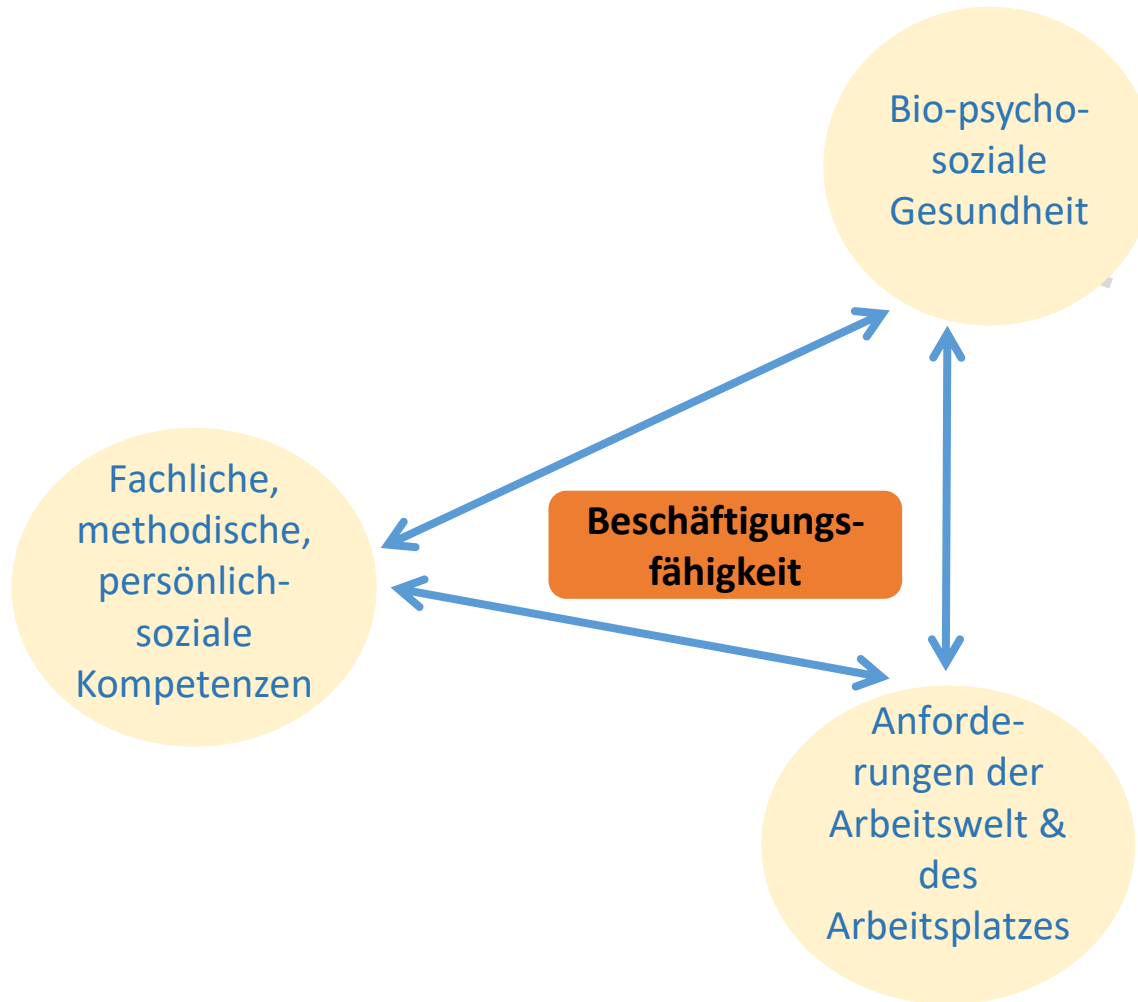 Bio-psycho-
soziale
Gesundheit
Fachliche,
methodische,
persönlich-
soziale
Kompetenzen
Beschäftigungs-
fähigkeit
Anforde-
rungen der
Arbeitswelt &
des
Arbeitsplatzes